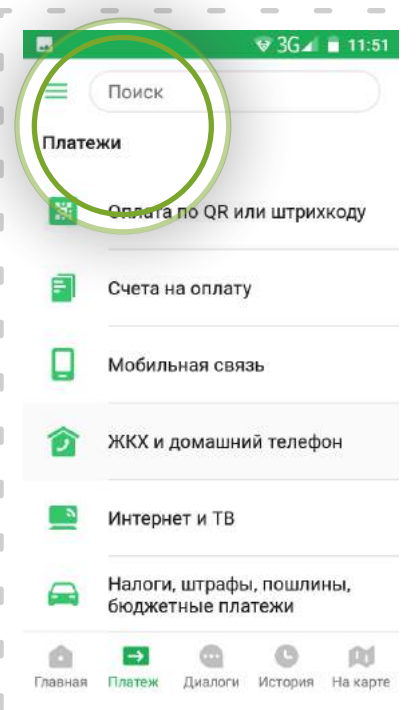 3G 11:51
Поиск
Платежи
Оплата по QR или штрихкоду
Счета на оплату
Мобильная связь
ЖКХ и домашний телефон
Интернет и ТВ
Налоги, штрафы, пошлины,
бюджетные платежи
Главная Платеж Диалоги История На карте